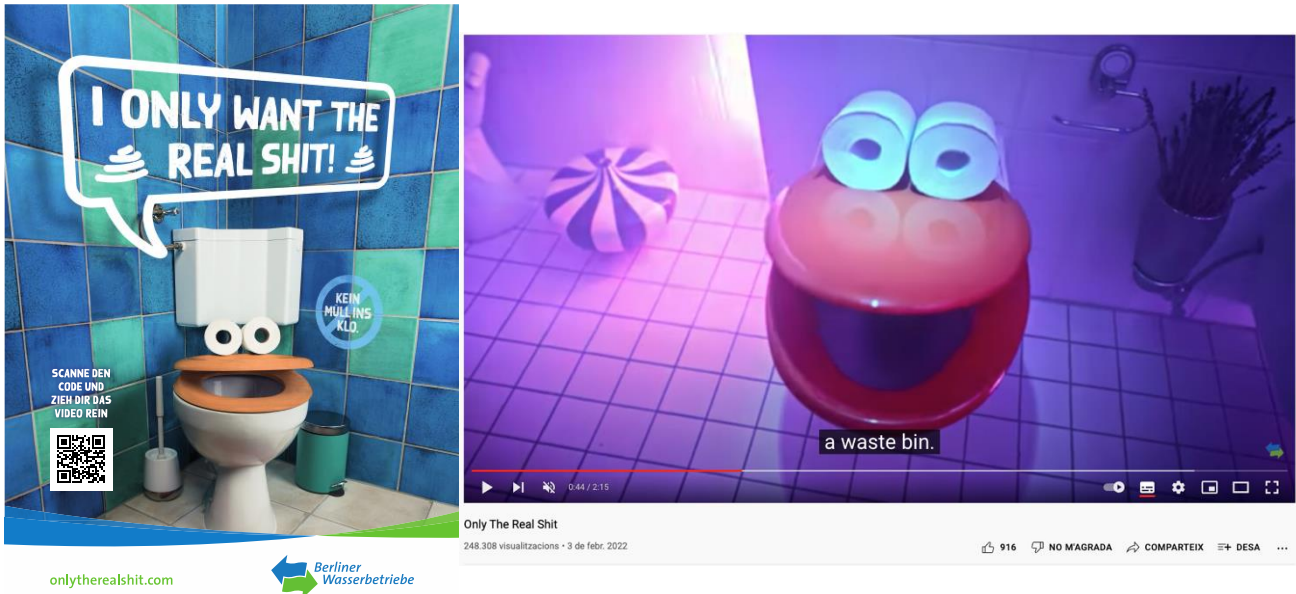 I ONLY WANT THE
REAL SHIT!
KEIN
MÜLL INS
KLO.
SCANNE DEN
CODE UND
ZIEH DIR DAS
VIDEO REIN
onlytherealshit.com
Berliner
Wasserbetriebe
a waste bin.
0:44 / 2:15
Only The Real Shit
248.308 visualitzacions • 3 de febr. 2022
916
NO M'AGRADA
COMPARTEIX
DESA